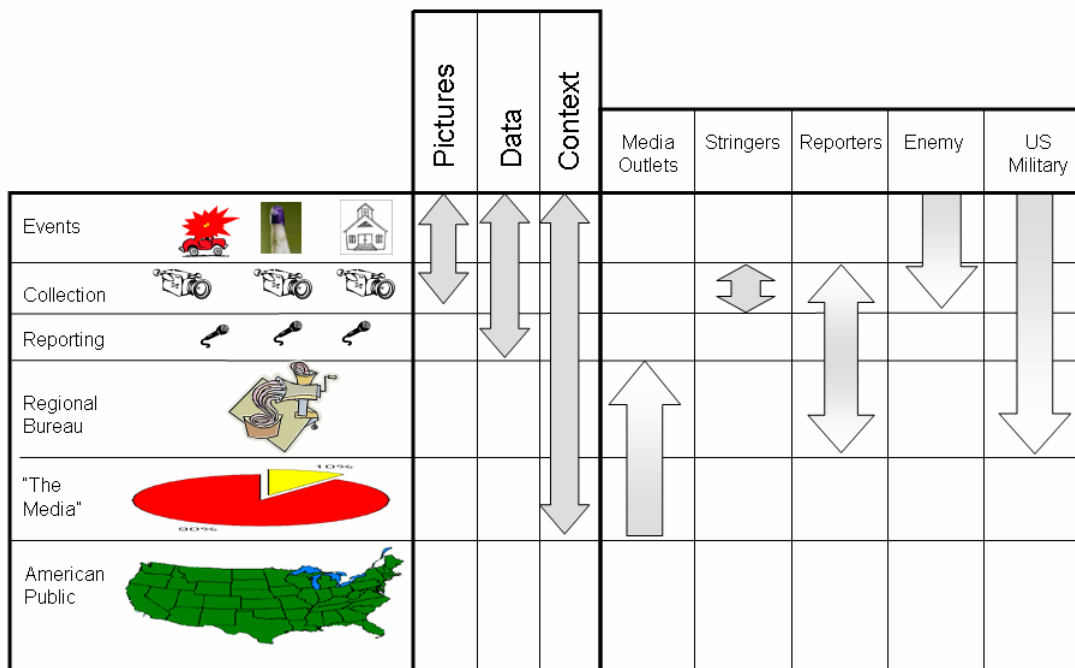 Pictures
Data
Context
Media
Outlets
Stringers
Reporters
Enemy
US
Military
Events
Collection
Reporting
Regional
Bureau
10%
"The
Media"
90%
American
Public